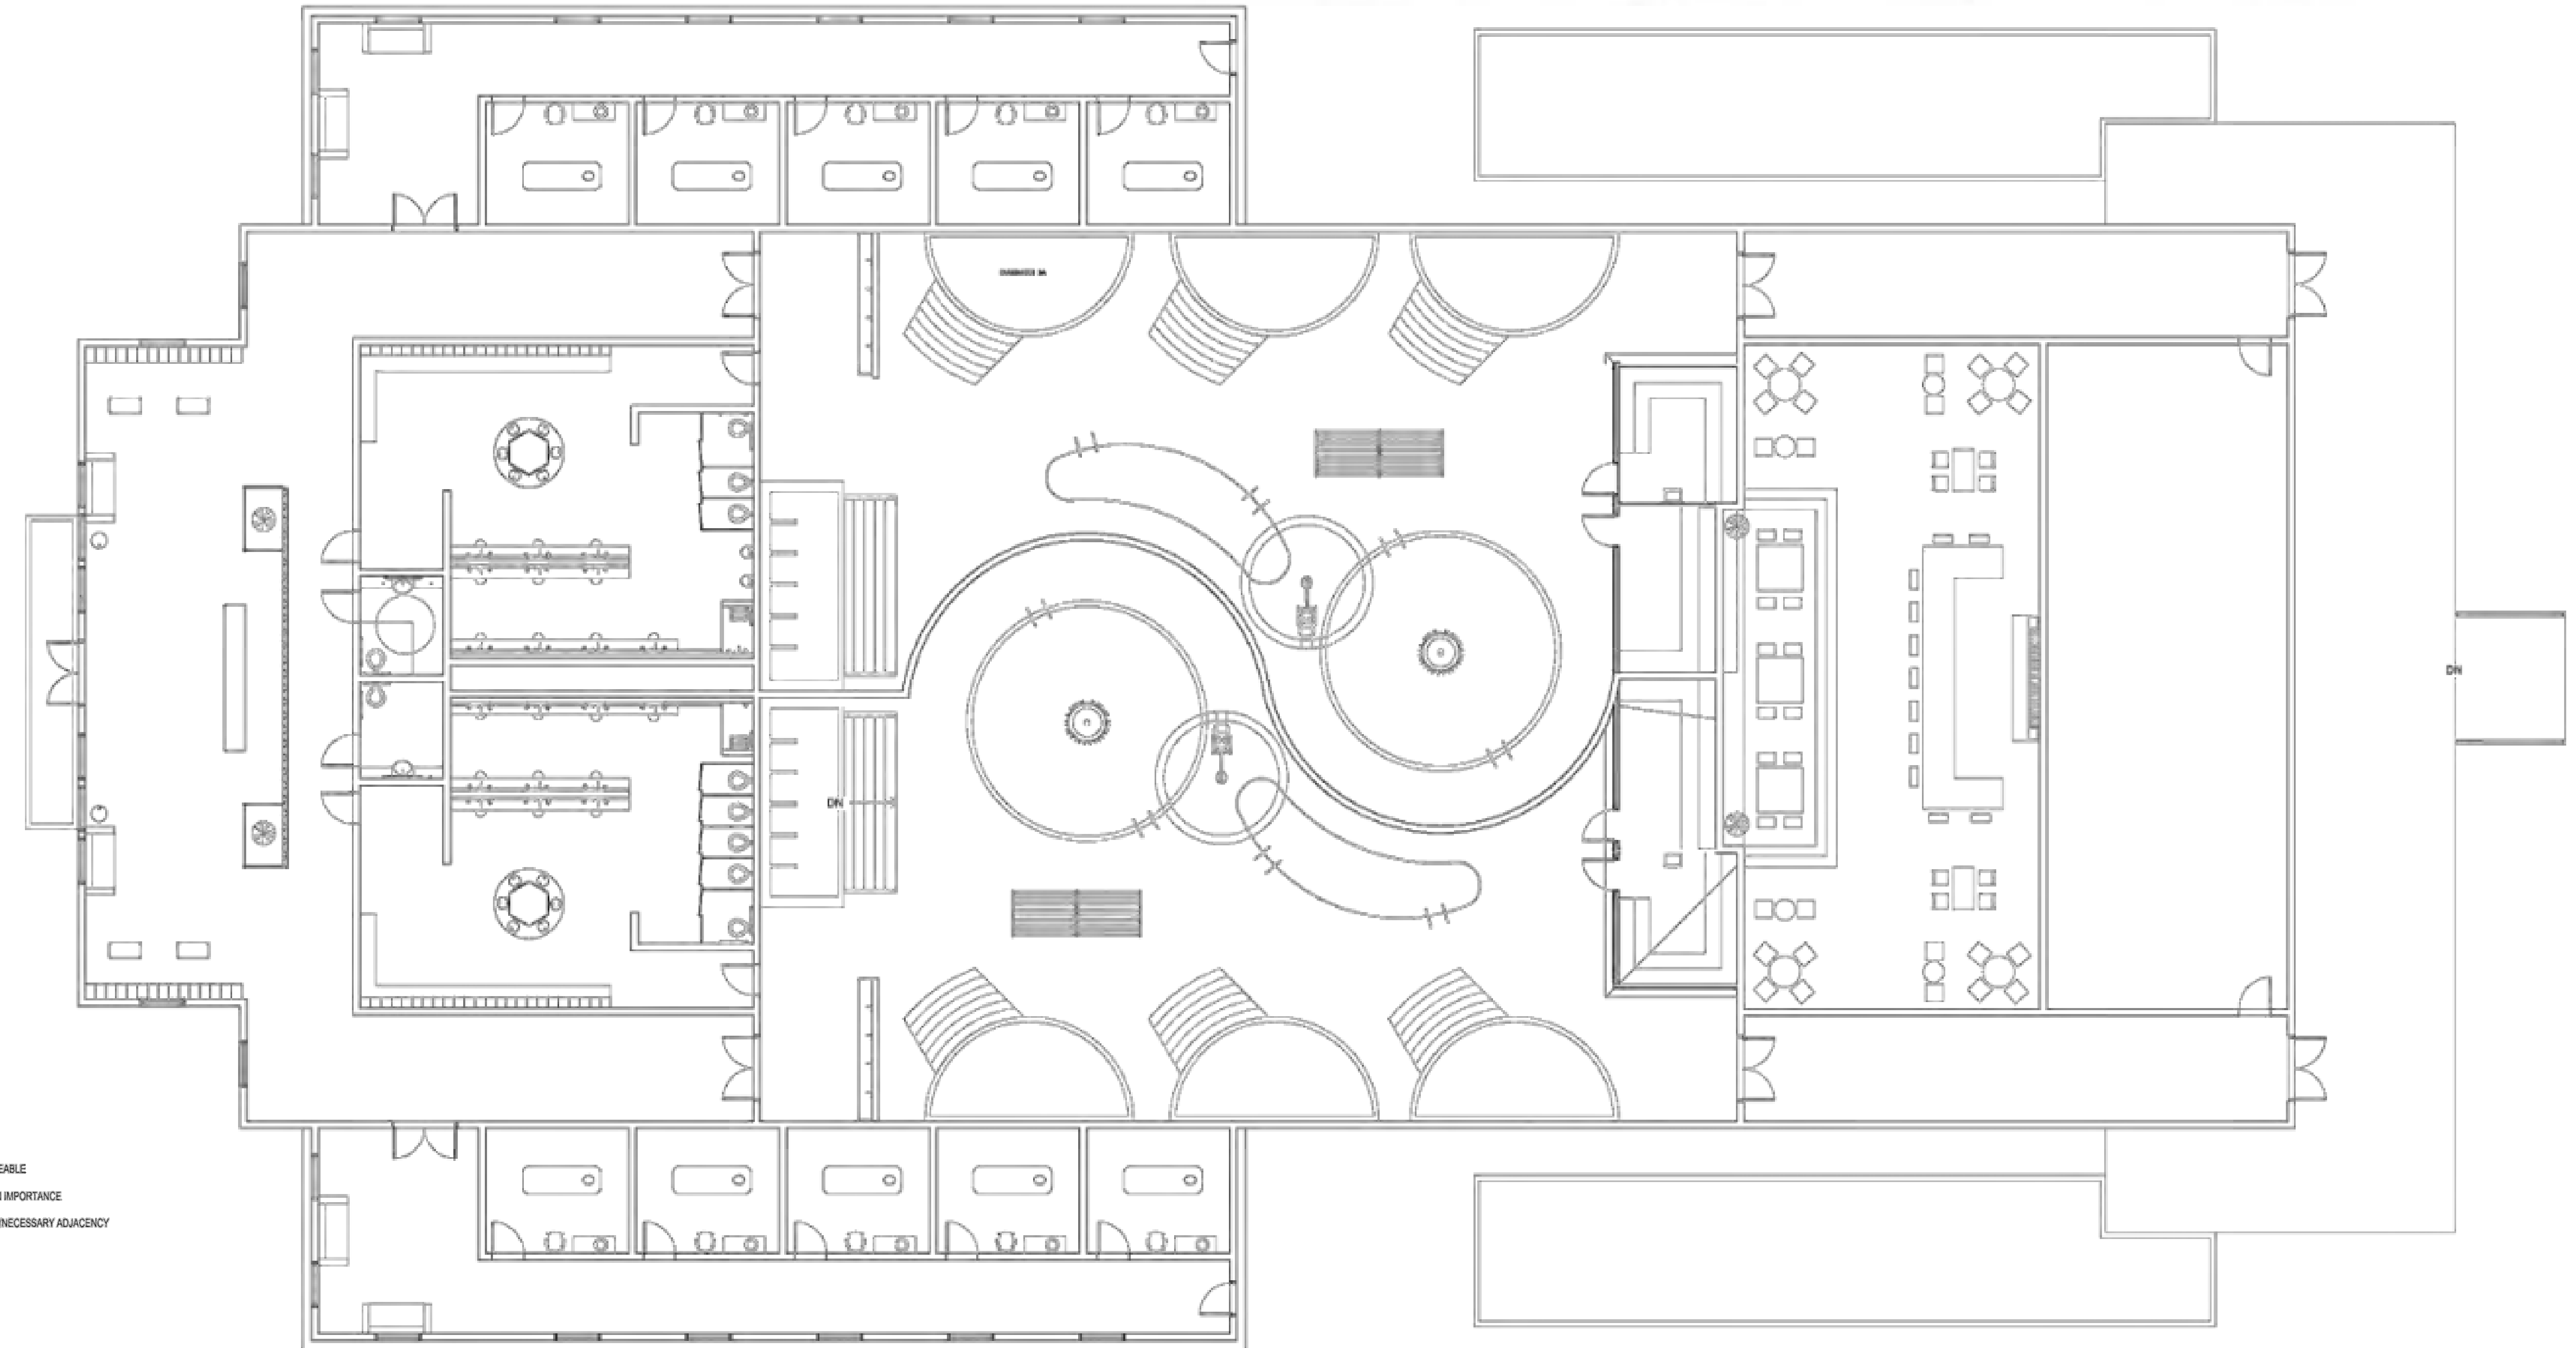 DN
DN
EABLE
N IMPORTANCE
/NECESSARY ADJACENCY